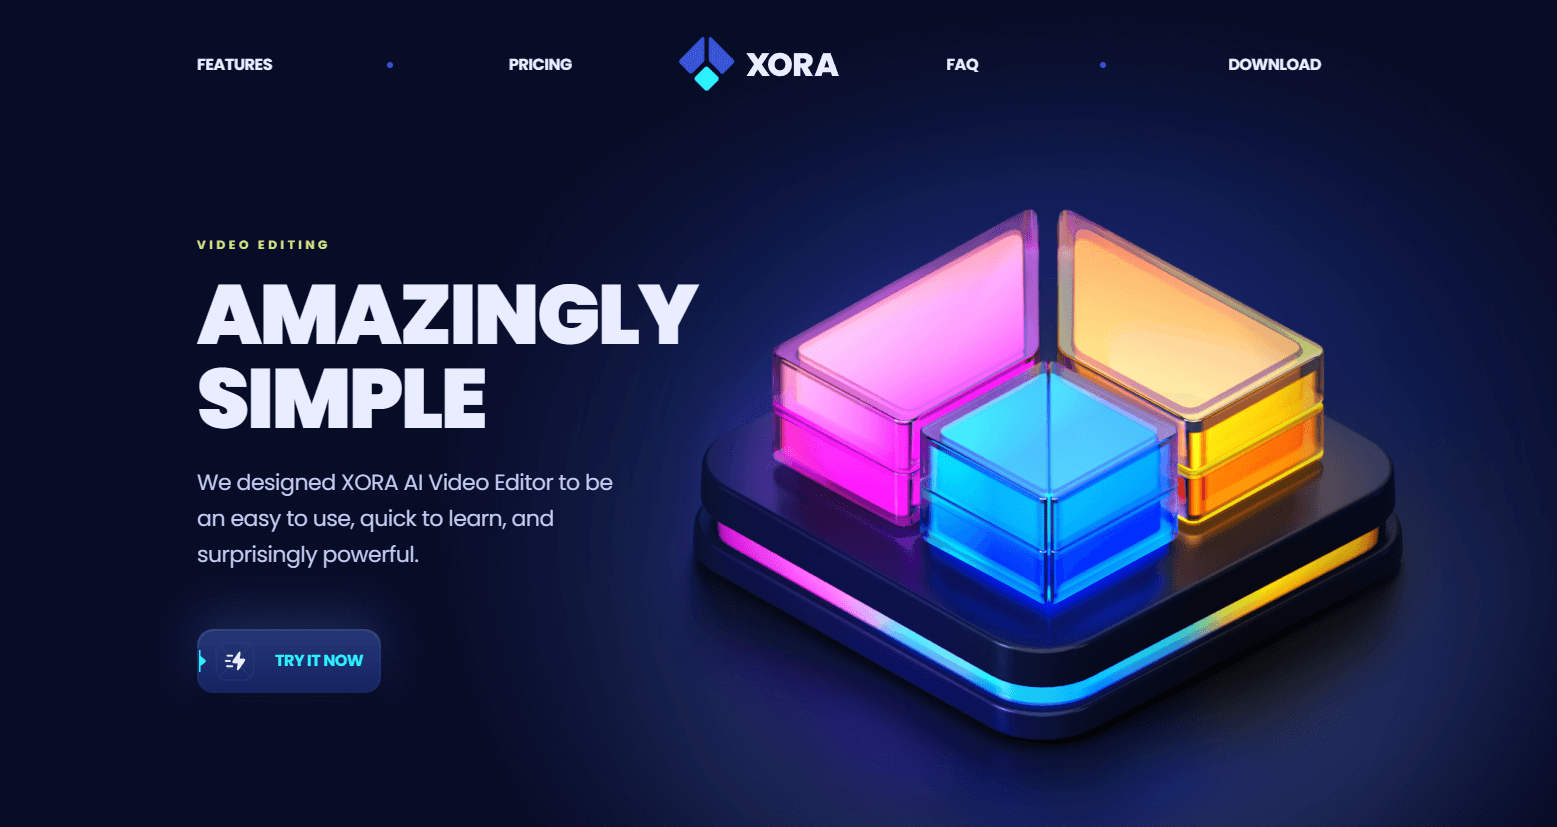 FEATURES
PRICING
XORA
FAQ
DOWNLOAD
VIDEO EDITING
AMAZINGLY
SIMPLE
We designed XORA AI Video Editor to be
an easy to use, quick to learn, and
surprisingly powerful.
TRY IT NOW